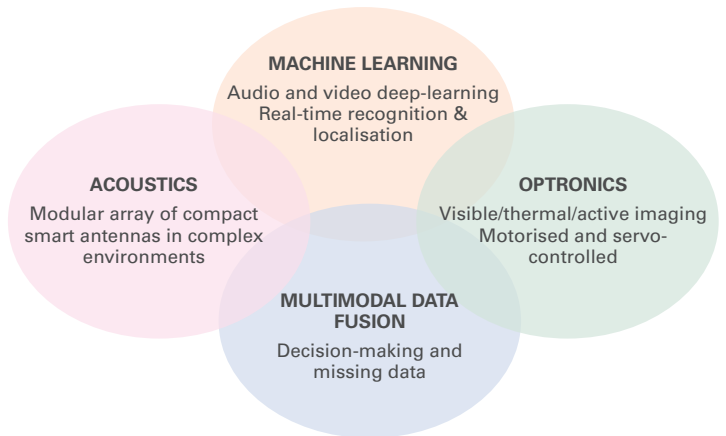 MACHINE LEARNING
Audio and video deep-learning
Real-time recognition &
localisation
ACOUSTICS
Modular array of compact
smart antennas in complex
environments
OPTRONICS
Visible/thermal/active imaging
Motorised and servo-
controlled
MULTIMODAL DATA
FUSION
Decision-making and
missing data